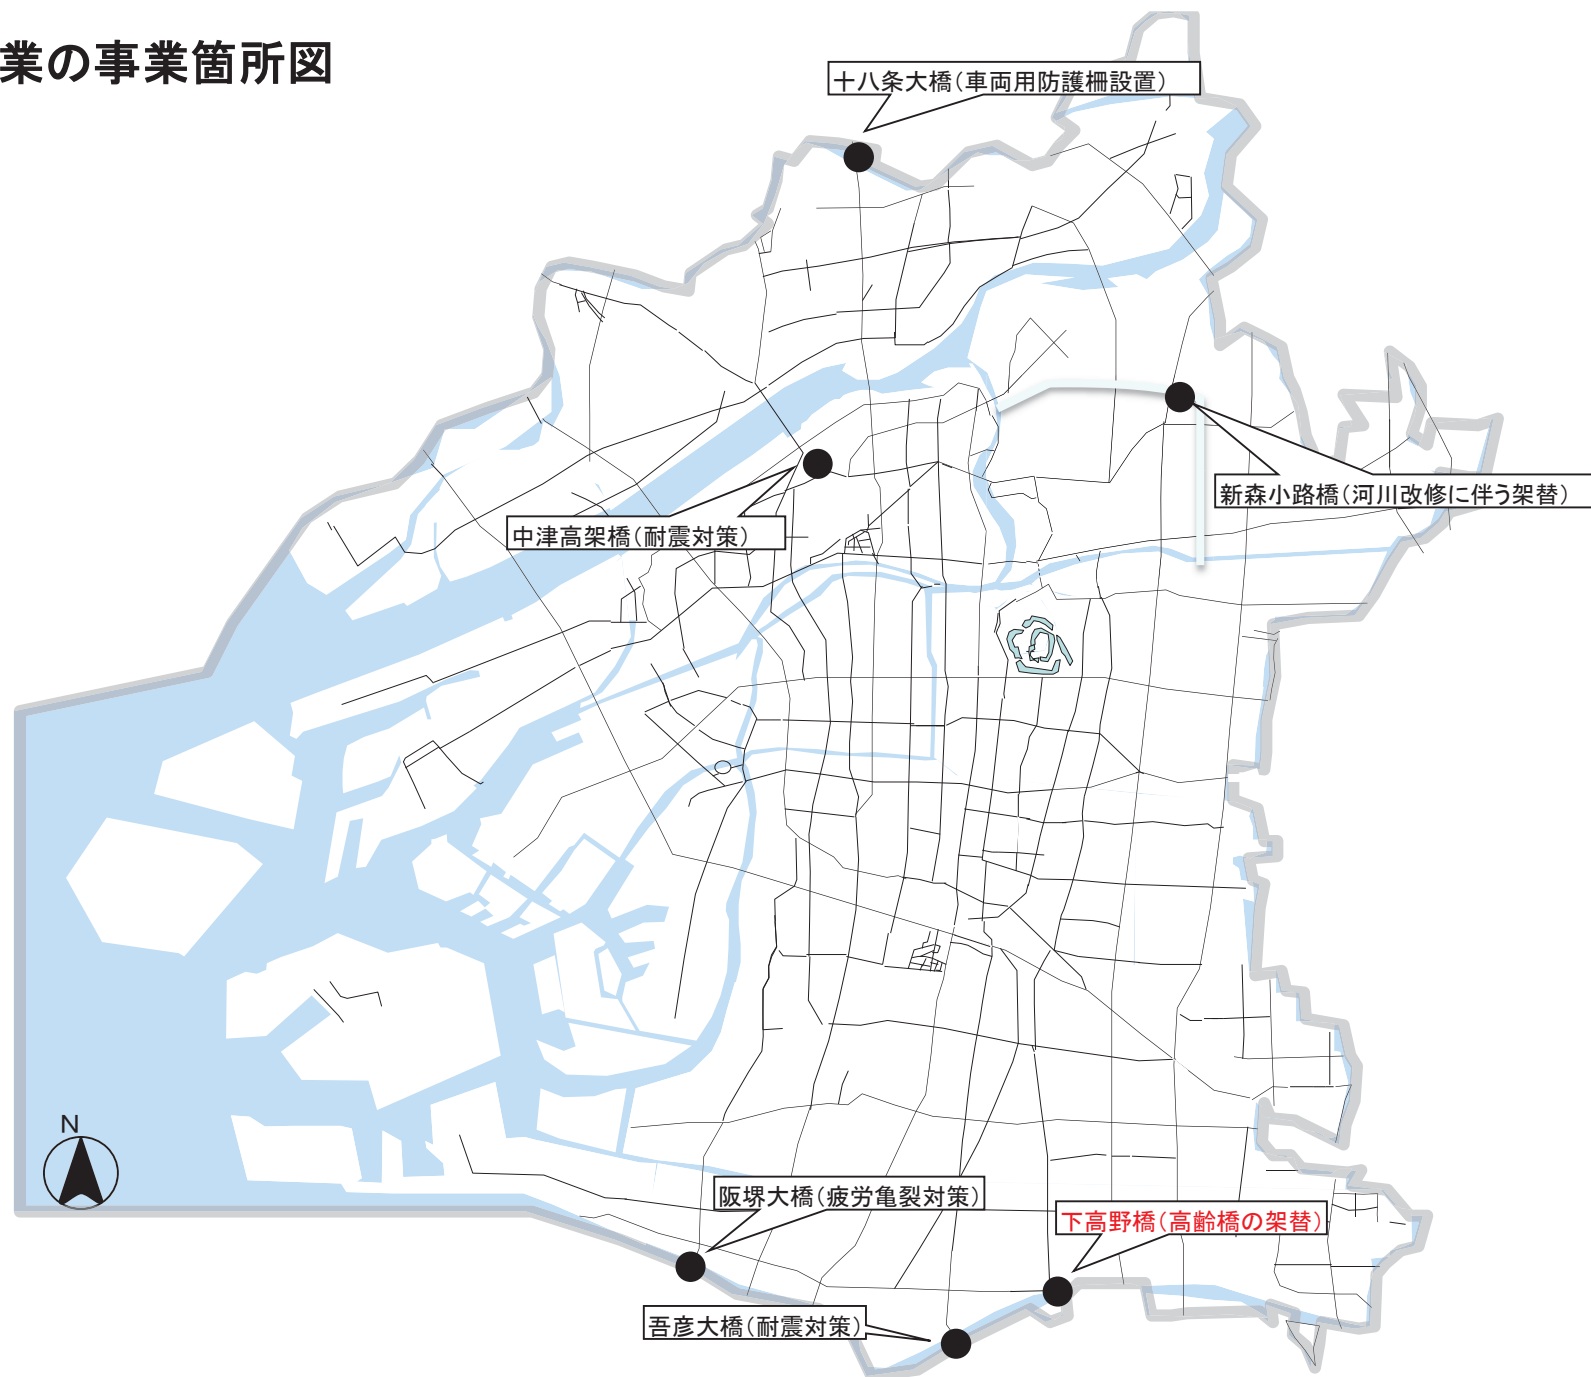 業の事業箇所図
十八条大橋(車両用防護柵設置)
新森小路橋(河川改修に伴う架替)
中津高架橋(耐震対策)
N
阪堺大橋(疲労亀裂対策)
下高野橋(高齢橋の架替)
吾彦大橋(耐震対策)